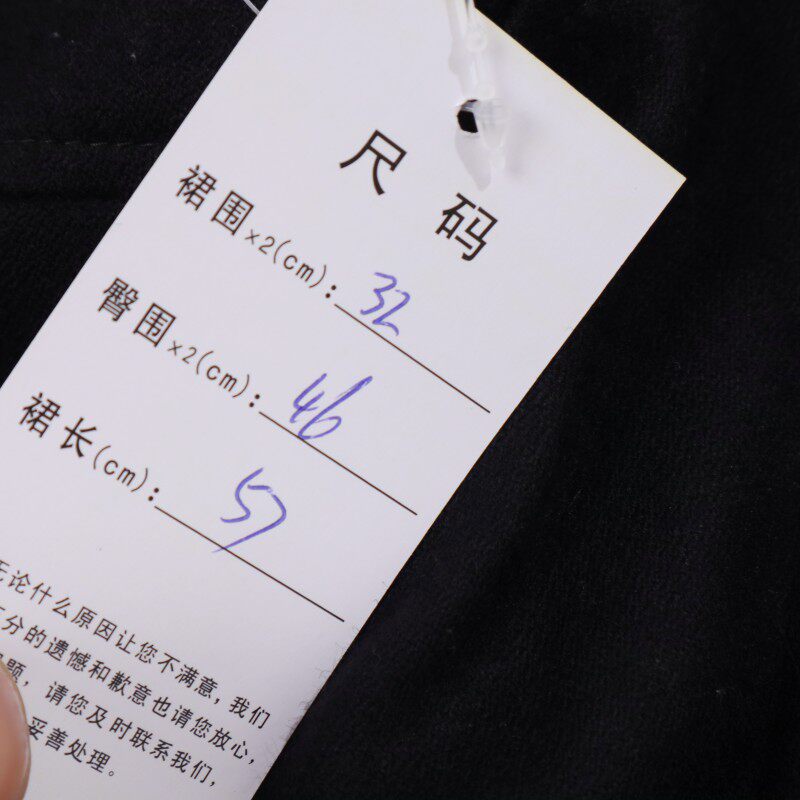 尺码
裙围×2(cm): 32
臀围×2(cm): 46
裙长(cm): 57
无论什么原因让您不满意，我们
分的遗憾和歉意也请您放心，
题，请您及时联系我们，
妥善处理。